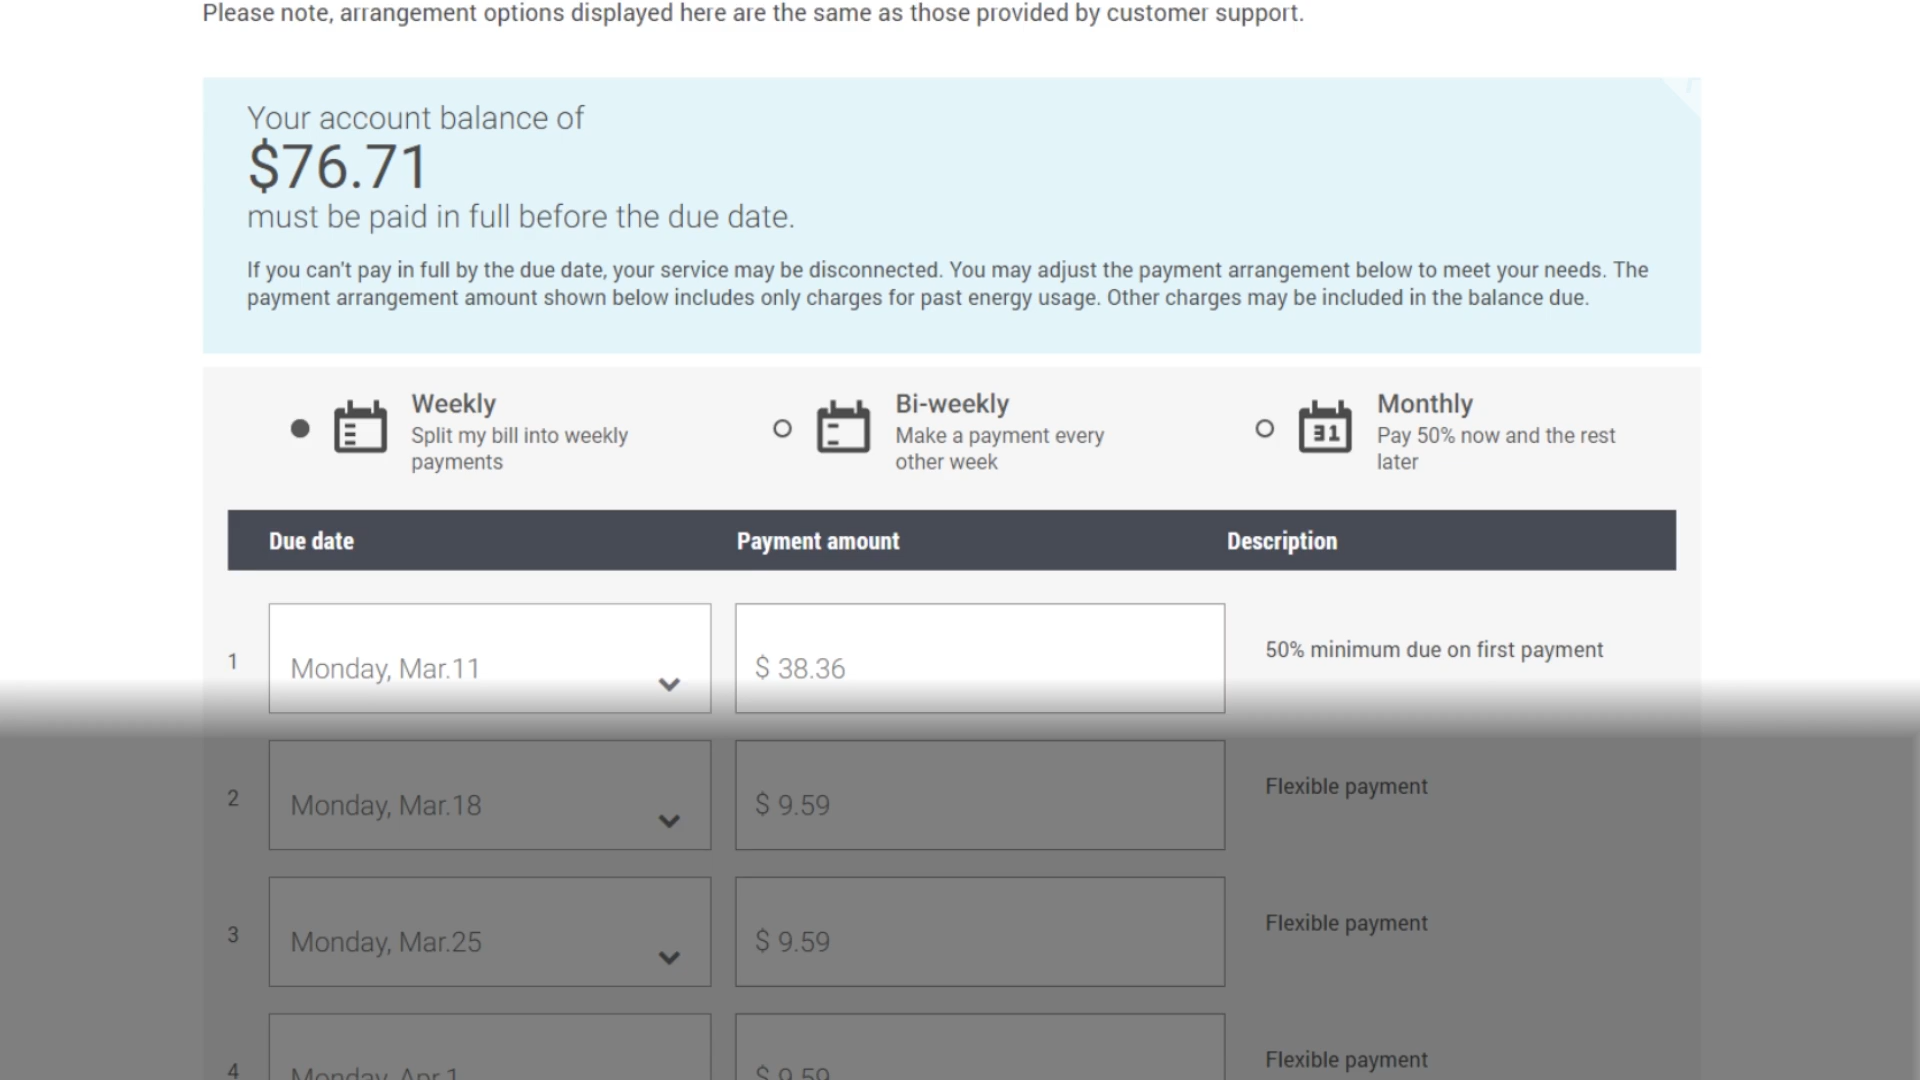 Please note, arrangement options displayed here are the same as those provided by customer support.
Your account balance of
$76.71
must be paid in full before the due date.
If you can't pay in full by the due date, your service may be disconnected. You may adjust the payment arrangement below to meet your needs. The
payment arrangement amount shown below includes only charges for past energy usage. Other charges may be included in the balance due.
Weekly
Split my bill into weekly
payments
Bi-weekly
Make a payment every
other week
31
Monthly
Pay 50% now and the rest
later
Due date Payment amount Description
1 Monday, Mar.11 $ 38.36 50% minimum due on first payment
2 Monday, Mar.18 $ 9.59 Flexible payment
3 Monday, Mar.25 $ 9.59 Flexible payment
4 Monday, Apr.1 $ 9.59 Flexible payment